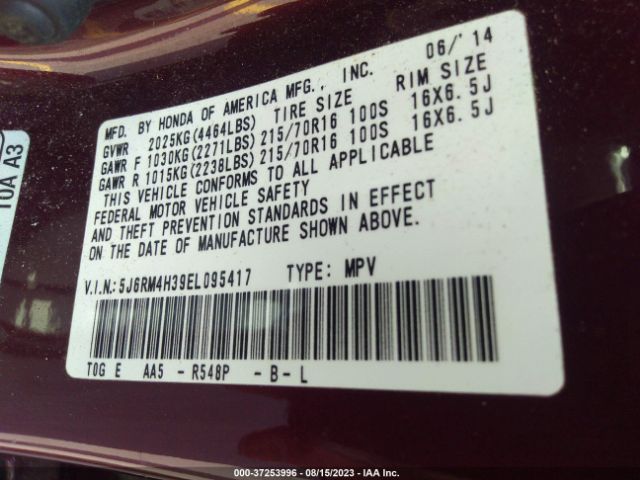 MFD. BY HONDA OF AMERICA MFG., INC. 06/'14
GVWR 2025KG(4464LBS) TIRE SIZE RIM SIZE
GAWR F 1030KG(2271LBS) 215/70R16 100S 16X6.5J
GAWR R 1015KG(2238LBS) 215/70R16 100S 16X6.5J
THIS VEHICLE CONFORMS TO ALL APPLICABLE
FEDERAL MOTOR VEHICLE SAFETY
AND THEFT PREVENTION STANDARDS IN EFFECT
ON THE DATE OF MANUFACTURE SHOWN ABOVE.
V.I.N.:5J6RM4H39EL095417 TYPE: MPV
T0G E AA5 -R548P -B-L
10A A3
000-37253996 - 08/15/2023 - IAA Inc.